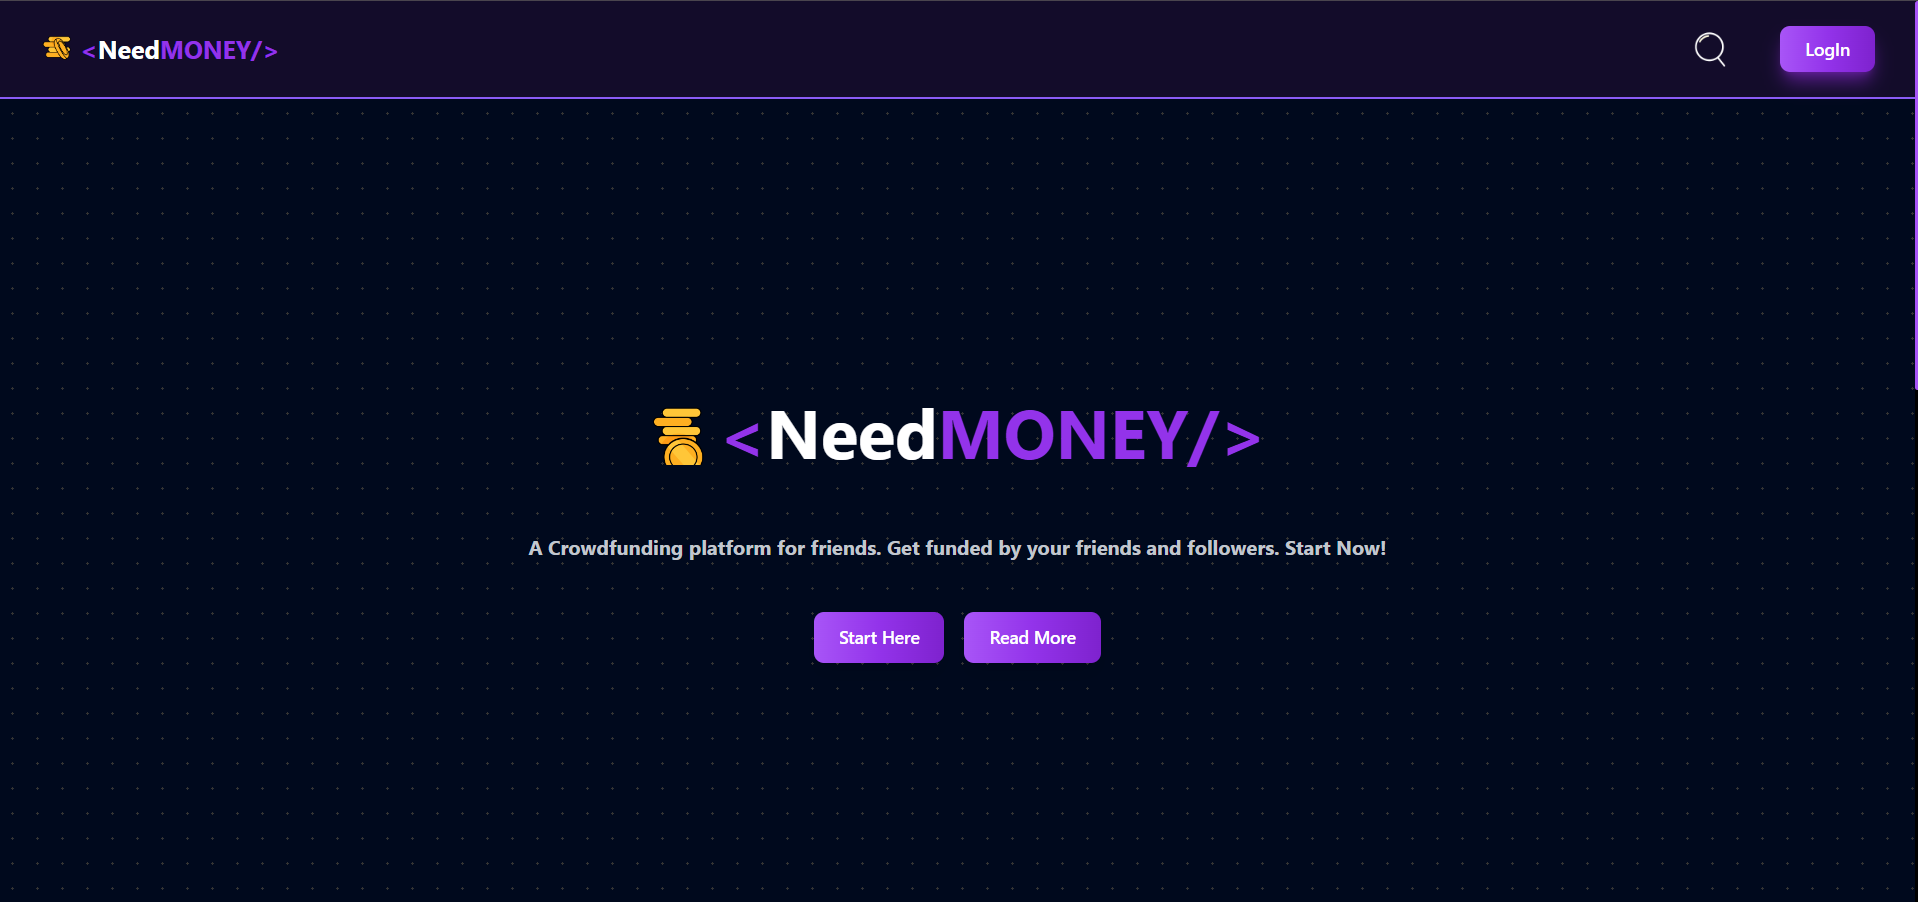 <NeedMONEY/>
LogIn
<NeedMONEY/>
A Crowdfunding platform for friends. Get funded by your friends and followers. Start Now!
Start Here
Read More